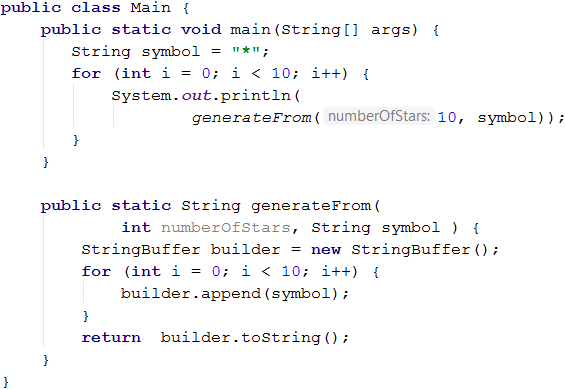 public class Main {
    public static void main(String[] args) {
       String symbol = "*";
       for (int i = 0; i < 10; i++) {
           System.out.println(
                   generateFrom( numberOfStars: 10, symbol));
       }
    }

    public static String generateFrom(
            int numberOfStars, String symbol ) {
        StringBuffer builder = new StringBuffer();
        for (int i = 0; i < 10; i++) {
            builder.append(symbol);
        }
        return  builder.toString();
    }
}